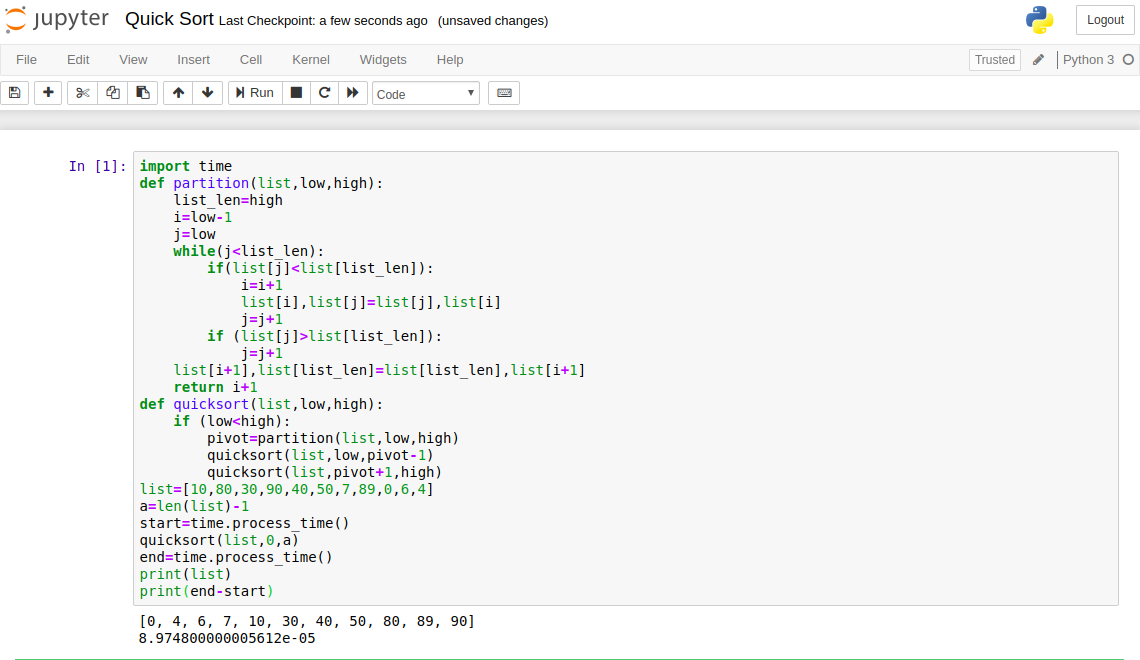 jupyter Quick Sort Last Checkpoint: a few seconds ago (unsaved changes) Logout
File Edit View Insert Cell Kernel Widgets Help Trusted Python 3
Run Code
In [1]: import time
def partition(list,low,high):
    list_len=high
    i=low-1
    j=low
    while(j<list_len):
        if(list[j]<list[list_len]):
            i=i+1
            list[i],list[j]=list[j],list[i]
            j=j+1
        if (list[j]>list[list_len]):
            j=j+1
    list[i+1],list[list_len]=list[list_len],list[i+1]
    return i+1
def quicksort(list,low,high):
    if (low<high):
        pivot=partition(list,low,high)
        quicksort(list,low,pivot-1)
        quicksort(list,pivot+1,high)
list=[10,80,30,90,40,50,7,89,0,6,4]
a=len(list)-1
start=time.process_time()
quicksort(list,0,a)
end=time.process_time()
print(list)
print(end-start)
[0, 4, 6, 7, 10, 30, 40, 50, 80, 89, 90]
8.974800000005612e-05